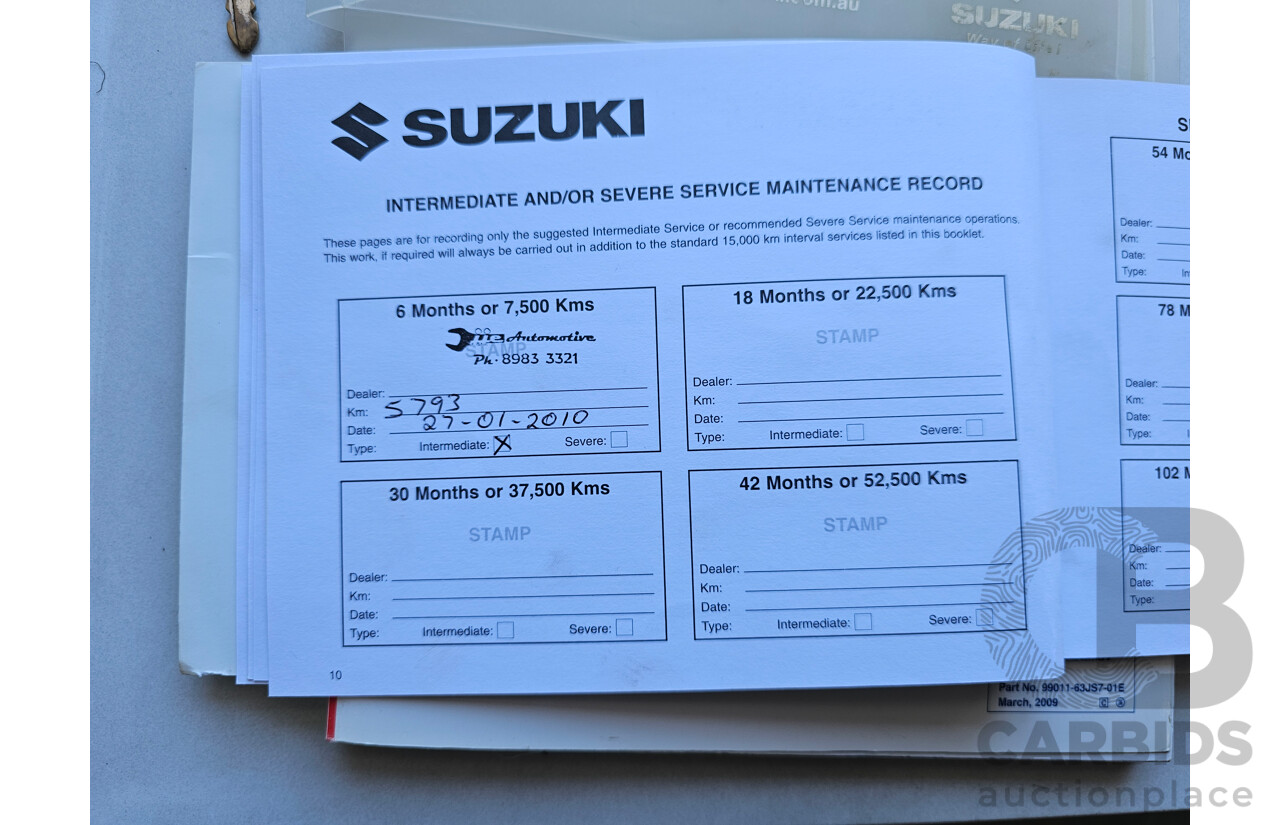 SUZUKI
SUZUKI
INTERMEDIATE AND/OR SEVERE SERVICE MAINTENANCE RECORD
These pages are for recording only the suggested Intermediate Service or recommended Severe Service maintenance operations.
This work, if required will always be carried out in addition to the standard 15,000 km interval services listed in this booklet.
6 Months or 7,500 Kms
STAMP
Automotive
Ph. 8983 3321
Dealer:
Km: 5793
Date: 27-01-2010
Type: Intermediate: X Severe:
18 Months or 22,500 Kms
STAMP
Dealer:
Km:
Date:
Type: Intermediate: Severe:
30 Months or 37,500 Kms
STAMP
Dealer:
Km:
Date:
Type: Intermediate: Severe:
42 Months or 52,500 Kms
STAMP
Dealer:
Km:
Date:
Type: Intermediate: Severe:
10
54 Mo
Dealer:
Km:
Date:
Type: In
78 M
Dealer:
Km:
Date:
Type: I
102 M
Dealer:
Km:
Date:
Type:
Part No. 99011-63JS7-01E
March, 2009
CB
CARBIDS
auctionplace